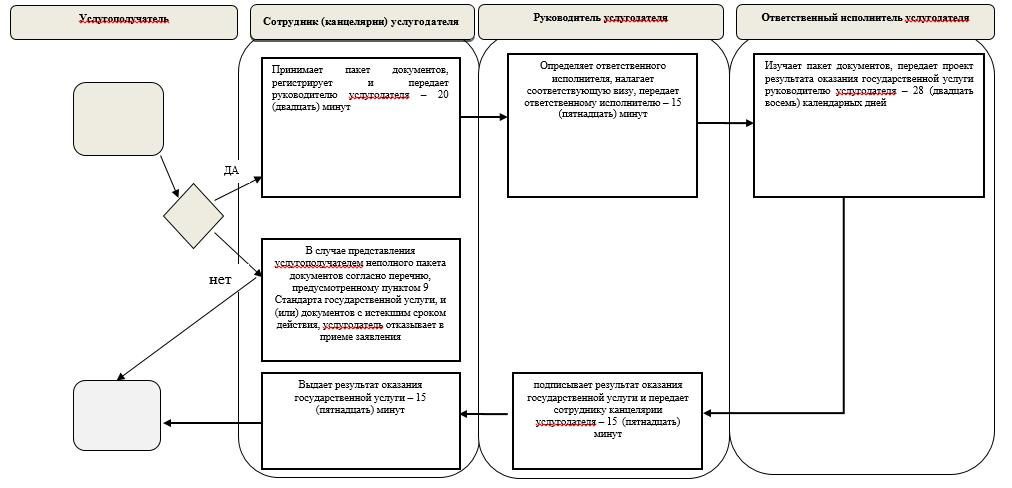 Услугополучатель
Сотрудник (канцелярии) услугодателя
Руководитель услугодателя
Ответственный исполнитель услугодателя
Принимает пакет документов,
регистрирует и передает
руководителю услугодателя – 20
(двадцать) минут
Определяет ответственного
исполнителя, налагает
соответствующую визу, передает
ответственному исполнителю – 15
(пятнадцать) минут
Изучает пакет документов, передает проект
результата оказания государственной услуги
руководителю услугодателя – 28 (двадцать
восемь) календарных дней
ДА
нет
В случае представления
услугополучателем неполного пакета
документов согласно перечню,
предусмотренному пунктом 9
Стандарта государственной услуги, и
(или) документов с истекшим сроком
действия, услугодатель отказывает в
приеме заявления
Выдает результат оказания
государственной услуги – 15
(пятнадцать) минут
подписывает результат оказания
государственной услуги и передает
сотруднику канцелярии
услугодателя – 15 (пятнадцать)
минут